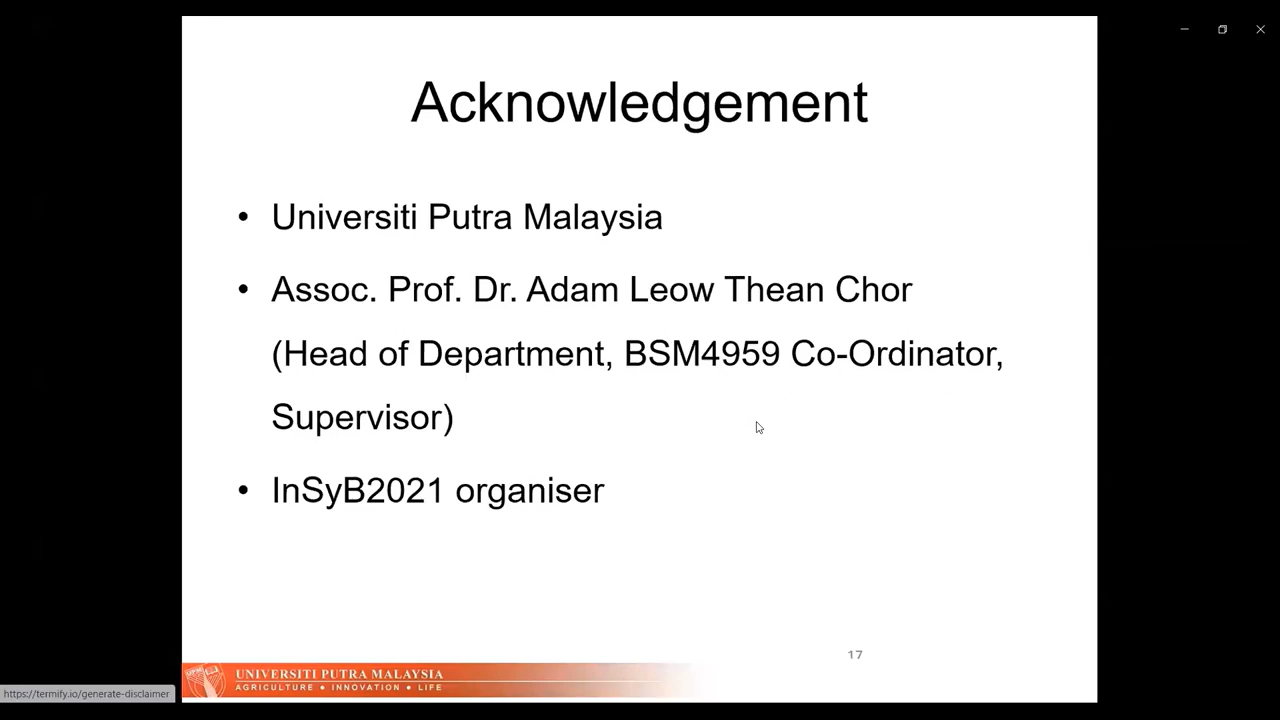 Acknowledgement
• Universiti Putra Malaysia
• Assoc. Prof. Dr. Adam Leow Thean Chor
(Head of Department, BSM4959 Co-Ordinator,
Supervisor)
• InSyB2021 organiser
17
UNIVERSITI PUTRA MALAYSIA
AGRICULTURE • INNOVATION • LIFE
https://termify.io/generate-disclaimer